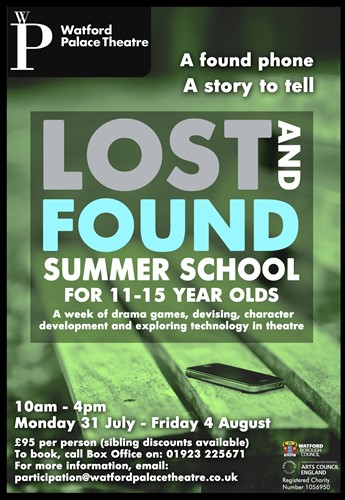 W
P
Watford
Palace Theatre
A found phone
A story to tell
LOST AND
FOUND
SUMMER SCHOOL
FOR 11-15 YEAR OLDS
A week of drama games, devising, character
development and exploring technology in theatre
10am - 4pm
Monday 31 July - Friday 4 August
£95 per person (sibling discounts available)
To book, call Box Office on: 01923 225671
For more information, email:
participation@watfordpalacetheatre.co.uk
WATFORD
BOROUGH
COUNCIL
ARTS COUNCIL
ENGLAND
Registered Charity
Number 1056950